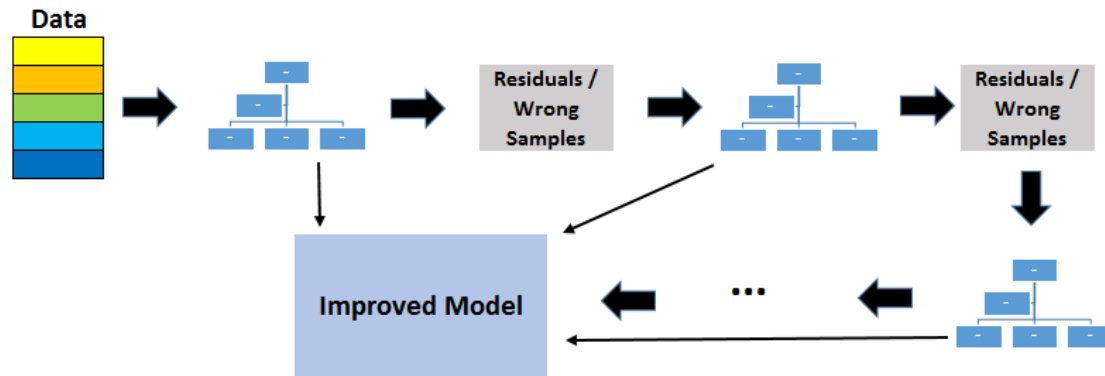 Data
-
-
- - -
Residuals /
Wrong
Samples
-
-
- - -
Residuals /
Wrong
Samples
Improved Model
...
-
-
- - -